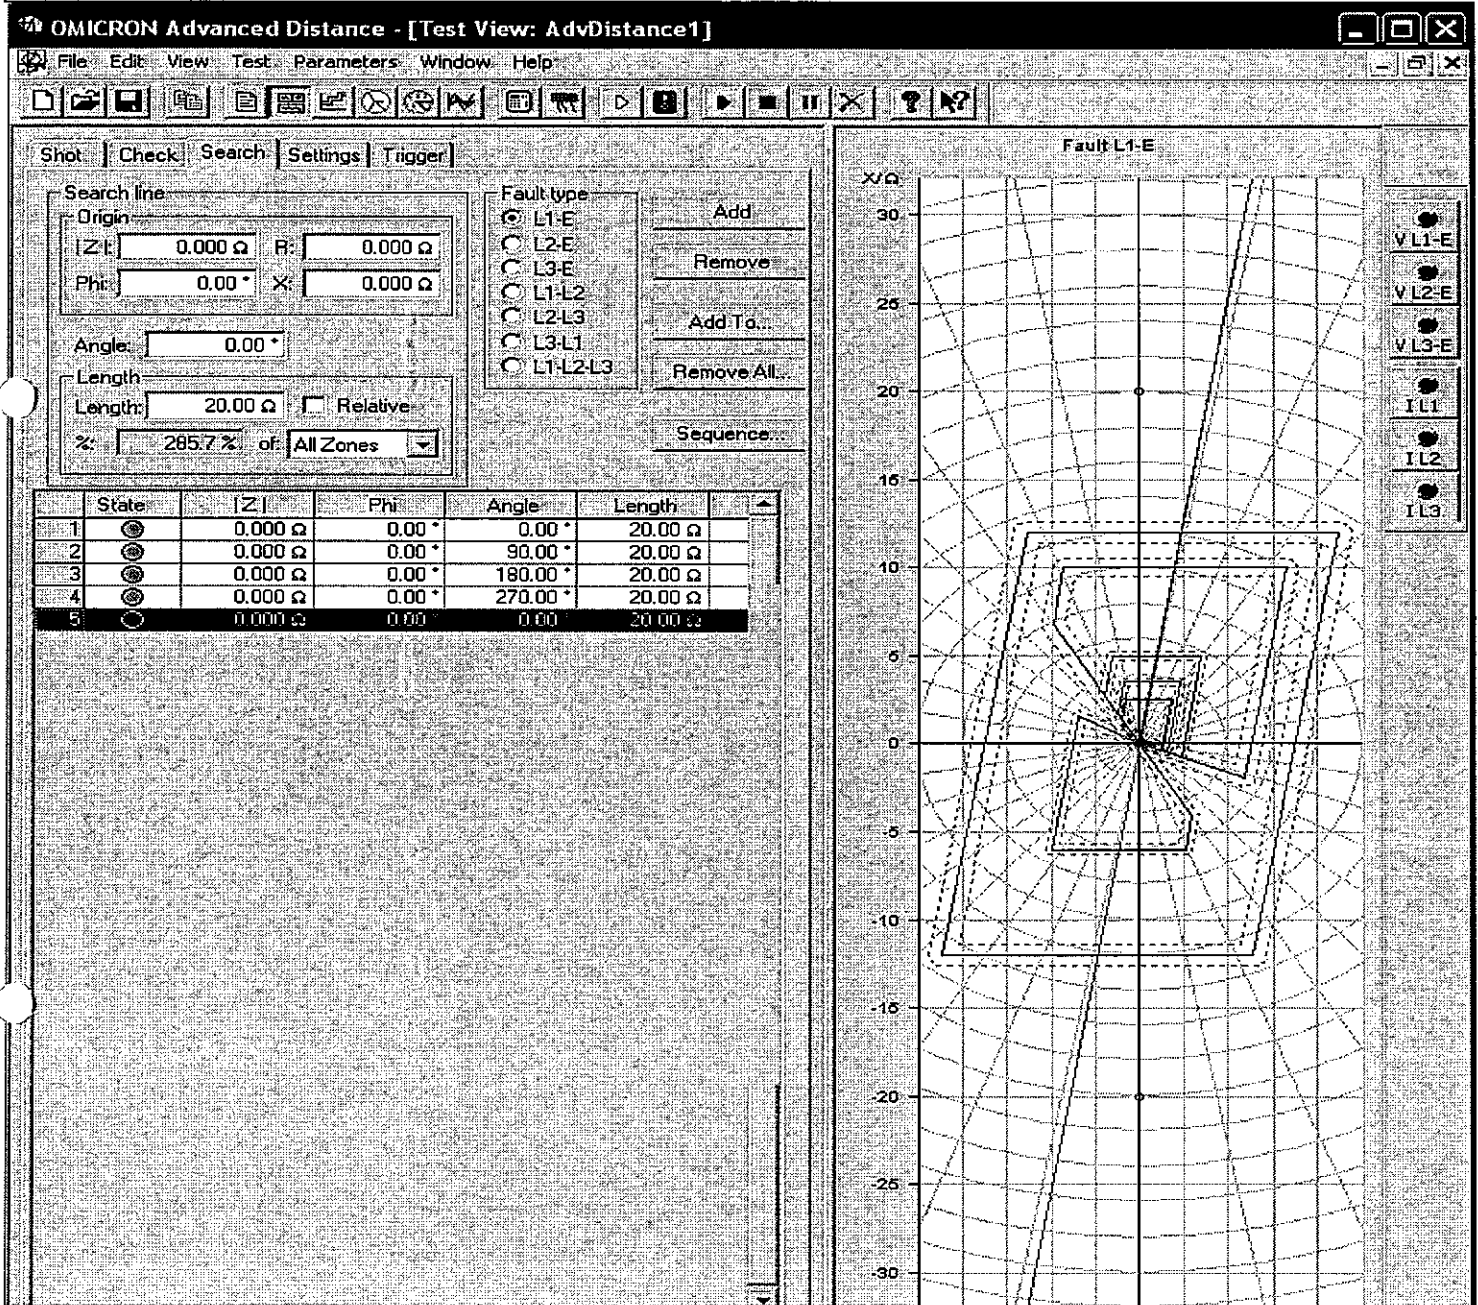 OMICRON Advanced Distance - [Test View: AdvDistance1]
File Edit View Test Parameters Window Help
Shot Check Search Settings Trigger
Search line
Origin
|Z|: 0.000 Ω R: 0.000 Ω
Phi: 0.00 ° X: 0.000 Ω
Angle: 0.00 °
Length
Length: 20.00 Ω Relative
%: 285.7 % of: All Zones
Fault type
L1-E
L2-E
L3-E
L1-L2
L2-L3
L3-L1
L1-L2-L3
Add
Remove
Add To...
Remove All...
Sequence...
State |Z| Phi Angle Length
1 0.000 Ω 0.00 ° 0.00 ° 20.00 Ω
2 0.000 Ω 0.00 ° 90.00 ° 20.00 Ω
3 0.000 Ω 0.00 ° 180.00 ° 20.00 Ω
4 0.000 Ω 0.00 ° 270.00 ° 20.00 Ω
5 0.000 Ω 0.00 0.00 20.00 Ω
Fault L1-E
X/Ω
30
25
20
15
10
5
0
-5
-10
-15
-20
-25
-30
V L1-E
V L2-E
V L3-E
I L1
I L2
I L3